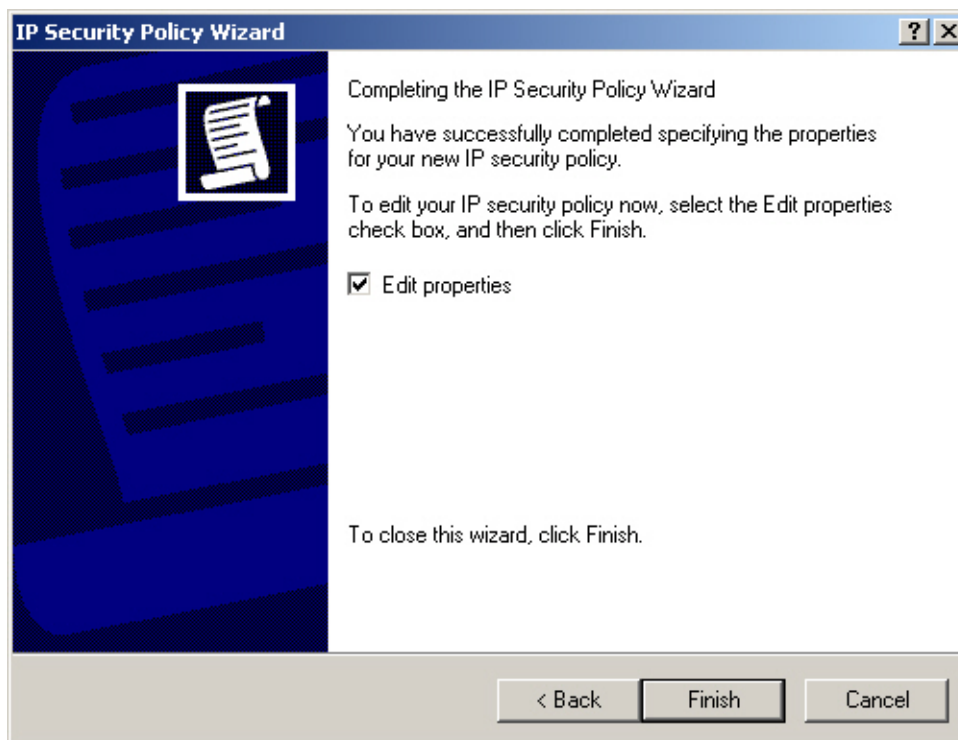 IP Security Policy Wizard
Completing the IP Security Policy Wizard
You have successfully completed specifying the properties
for your new IP security policy.
To edit your IP security policy now, select the Edit properties
check box, and then click Finish.
Edit properties
To close this wizard, click Finish.
< Back Finish Cancel